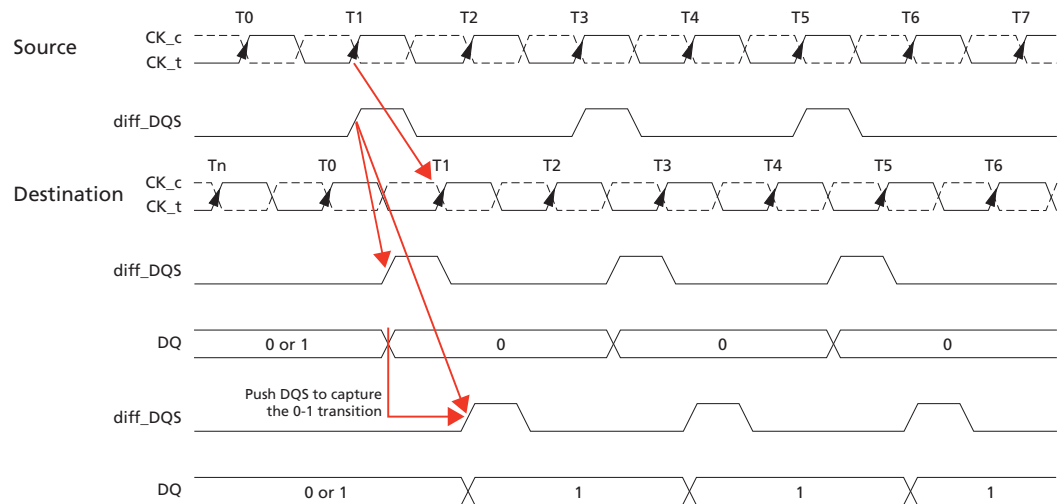 T0 T1 T2 T3 T4 T5 T6 T7
Source
CK_c
CK_t
diff_DQS
Tn T0 T1 T2 T3 T4 T5 T6
Destination
CK_c
CK_t
diff_DQS
DQ 0 or 1 0 0 0
Push DQS to capture
the 0-1 transition
diff_DQS
DQ 0 or 1 1 1 1